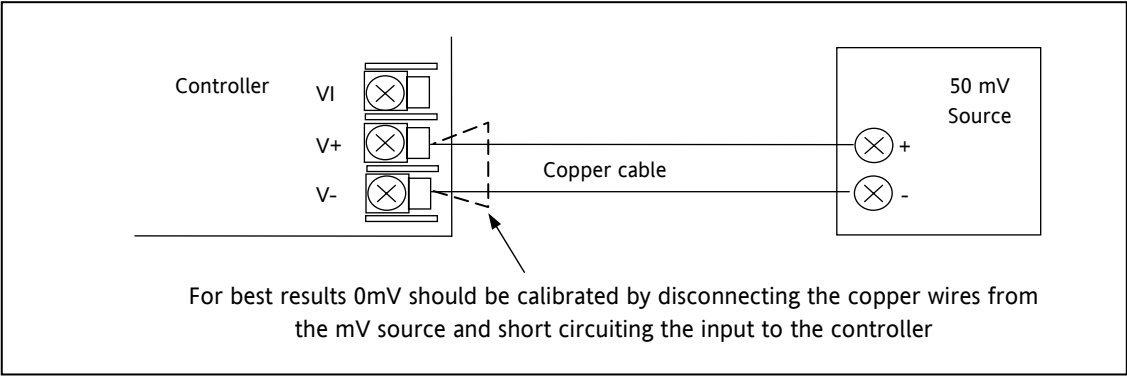 Controller
VI
V+
V-
50 mV
Source
+
-
Copper cable
For best results 0mV should be calibrated by disconnecting the copper wires from
the mV source and short circuiting the input to the controller